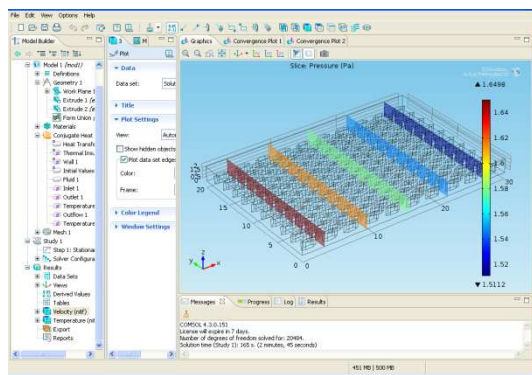 File Edit View Options Help
Model Builder
Model 1 (mod1)
Definitions
Geometry 1
Work Plane 1
Extrude 1
Extrude 2
Form Union
Materials
Conjugate Heat
Heat Transf
Thermal Insu
Wall 1
Initial Values
Fluid 1
Inlet 1
Outlet 1
Temperature
Outflow 1
Temperature
Mesh 1
Study 1
Step 1: Stationar
Solver Configura
Results
Data Sets
Views
Derived Values
Tables
Velocity (nitf)
Temperature (nit
Export
Reports
3
M
Plot
Data
Data set:
Solut
Title
Plot Settings
View:
Auto
Show hidden objects
Plot data set edges
Color:
Frame:
Color Legend
Window Settings
Graphics
Convergence Plot 1
Convergence Plot 2
Slice: Pressure (Pa)
▲ 1.6498
1.64
1.62
1.6
1.58
1.56
1.54
1.52
▼ 1.5112
20
15
10
5
0
0
10
20
30
z
y
x
Messages
Progress
Log
Results
COMSOL 4.3.0.151
License will expire in 7 days.
Number of degrees of freedom solved for: 20484.
Solution time (Study 1): 165 s. (2 minutes, 45 seconds)
451 MB | 500 MB